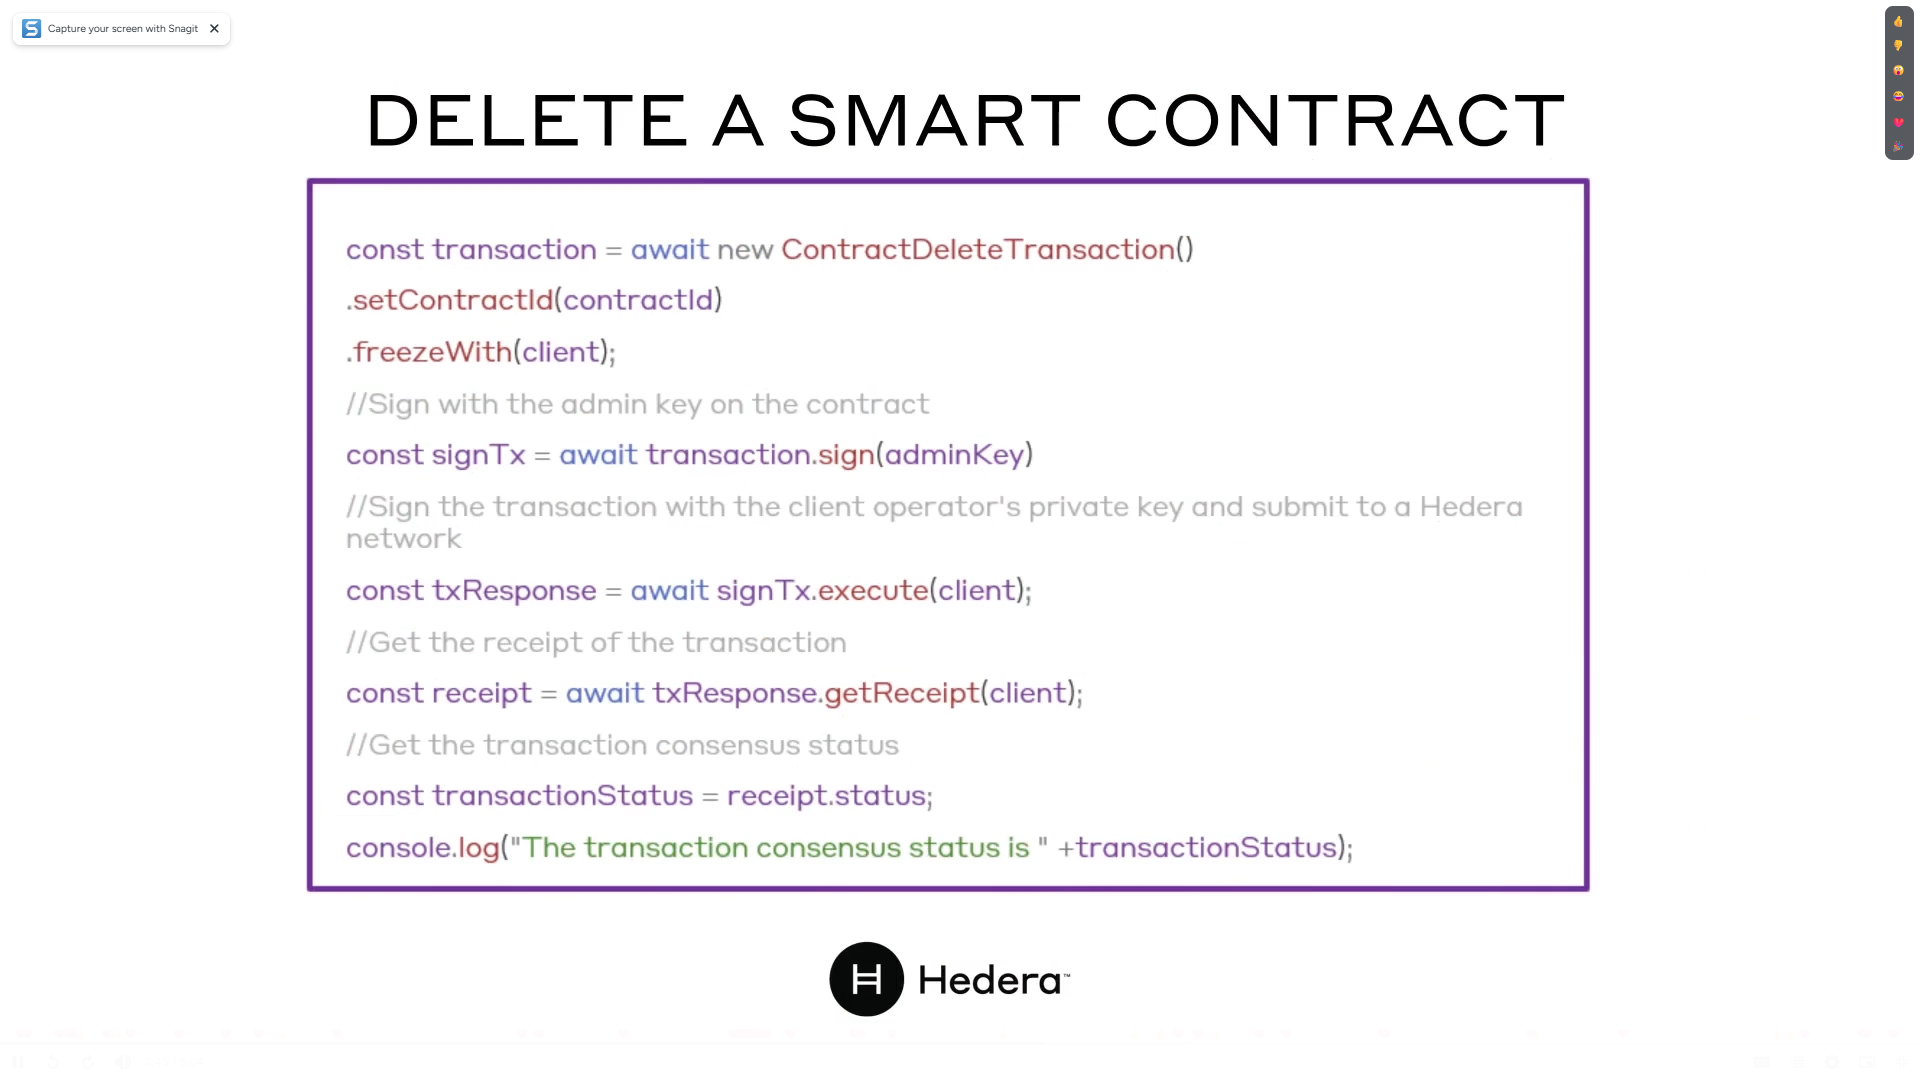 Capture your screen with Snagit
DELETE A SMART CONTRACT
const transaction = await new ContractDeleteTransaction()
.setContractId(contractId)
.freezeWith(client);
//Sign with the admin key on the contract
const signTx = await transaction.sign(adminKey)
//Sign the transaction with the client operator's private key and submit to a Hedera
network
const txResponse = await signTx.execute(client);
//Get the receipt of the transaction
const receipt = await txResponse.getReceipt(client);
//Get the transaction consensus status
const transactionStatus = receipt.status;
console.log("The transaction consensus status is " +transactionStatus);
Hedera™